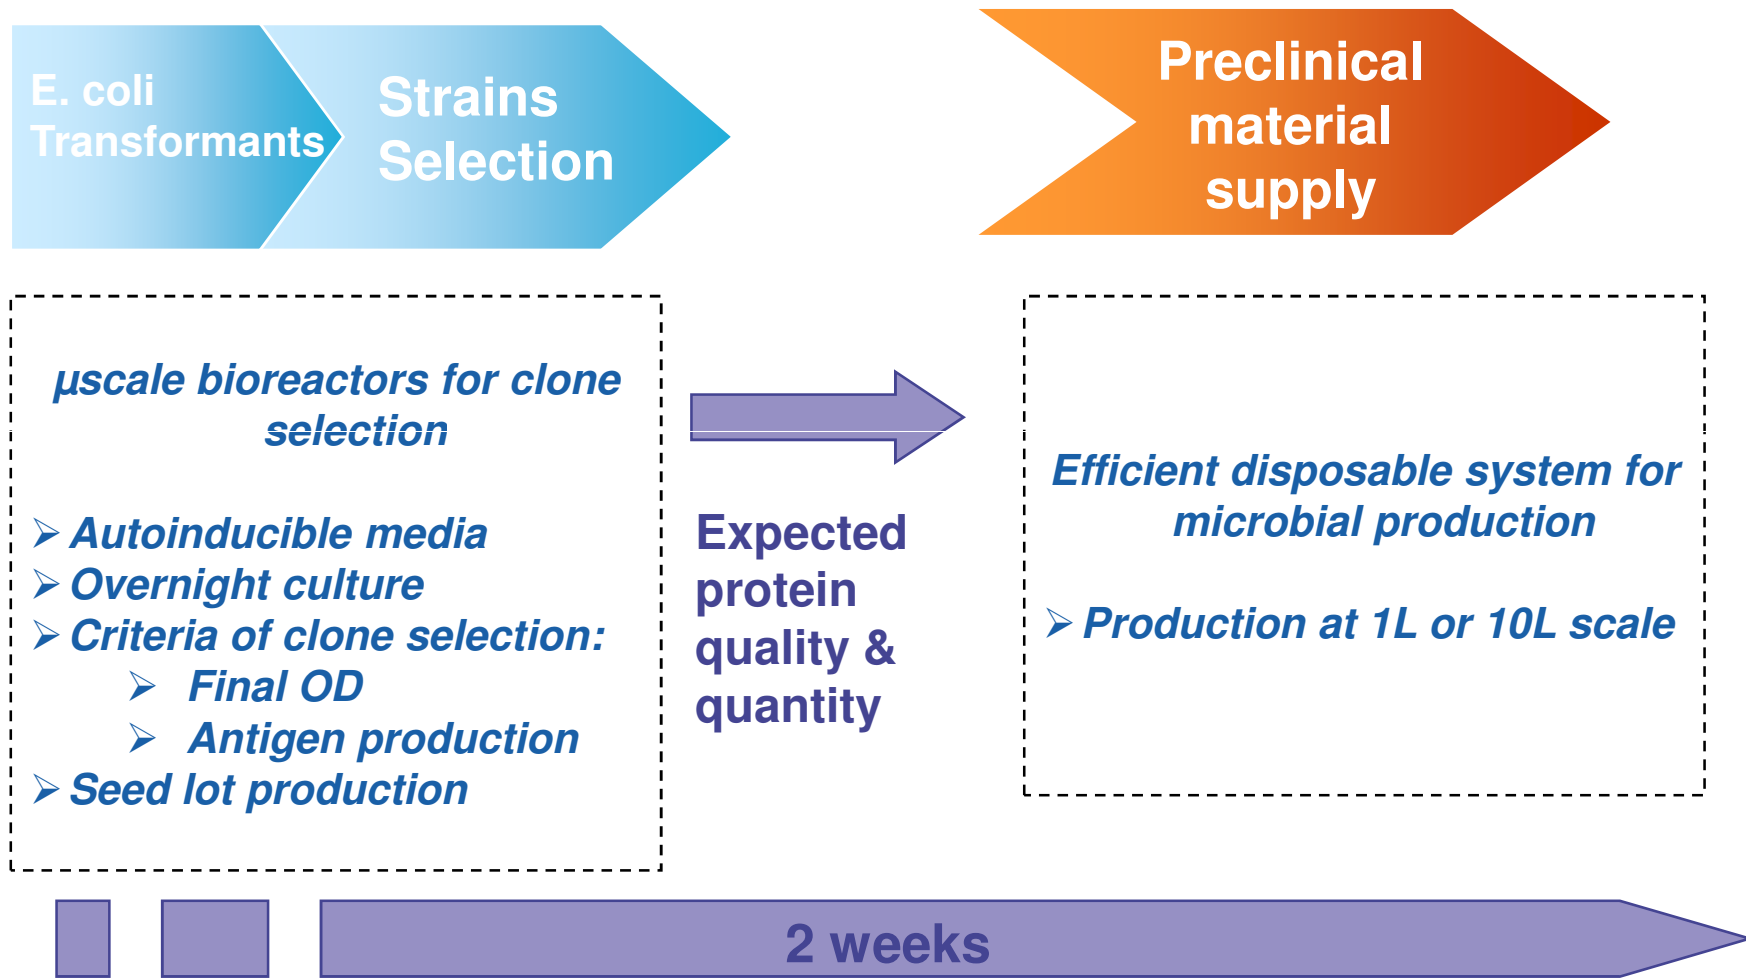 E. coli
Transformants
Strains
Selection
Preclinical
material
supply
µscale bioreactors for clone
selection
➢ Autoinducible media
➢ Overnight culture
➢ Criteria of clone selection:
➢ Final OD
➢ Antigen production
➢ Seed lot production
Expected
protein
quality &
quantity
Efficient disposable system for
microbial production
➢ Production at 1L or 10L scale
2 weeks